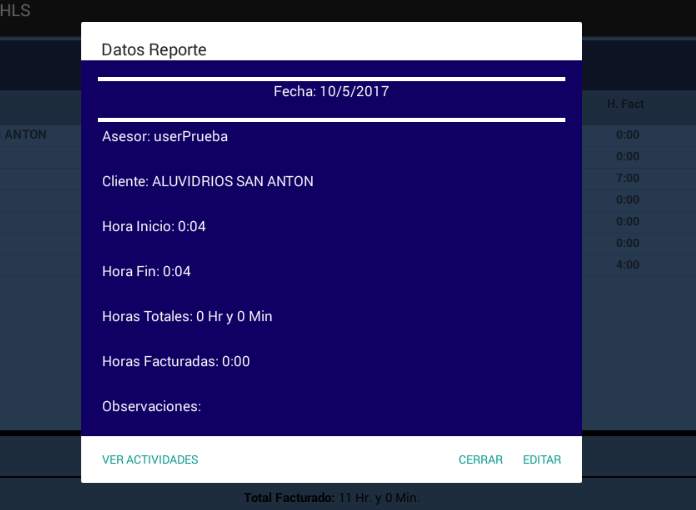 HLS
Datos Reporte
Fecha: 10/5/2017
H. Fact
Asesor: userPrueba
ANTON
0:00
0:00
Cliente: ALUVIDRIOS SAN ANTON
7:00
0:00
Hora Inicio: 0:04
0:00
0:00
Hora Fin: 0:04
4:00
Horas Totales: 0 Hr y 0 Min
Horas Facturadas: 0:00
Observaciones:
VER ACTIVIDADES
CERRAR
EDITAR
Total Facturado: 11 Hr. y 0 Min.